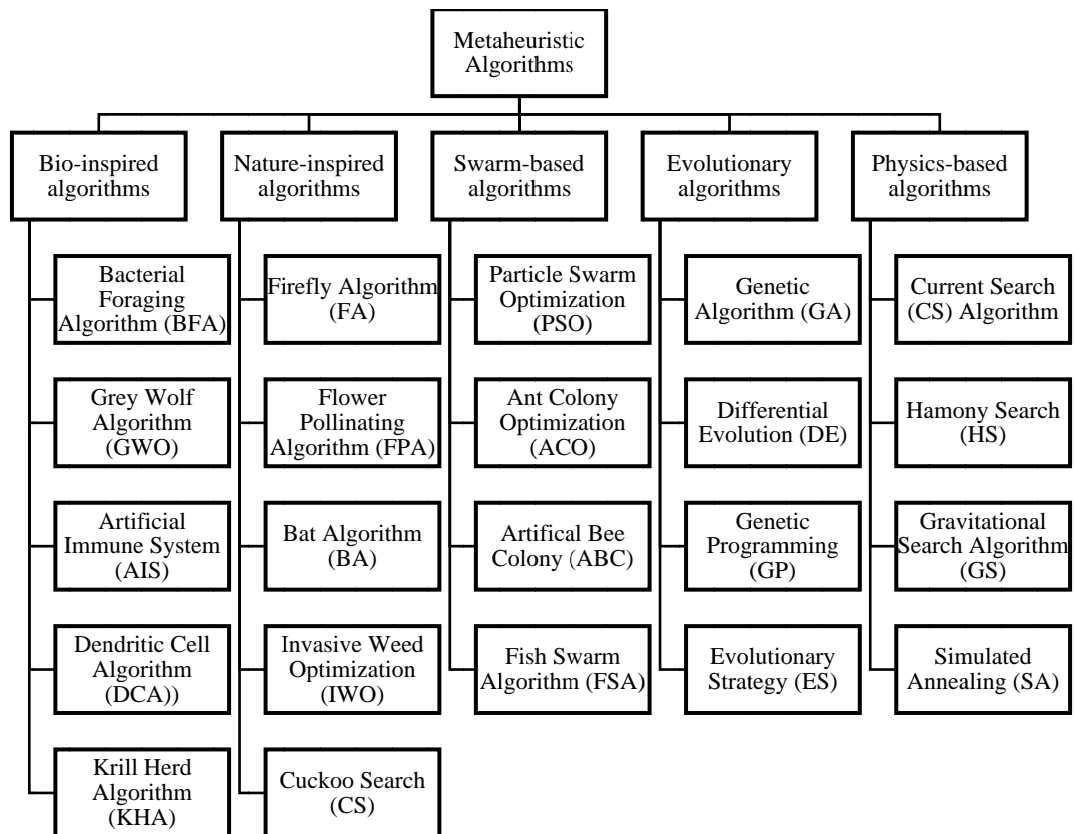 Metaheuristic
Algorithms
Bio-inspired
algorithms
Nature-inspired
algorithms
Swarm-based
algorithms
Evolutionary
algorithms
Physics-based
algorithms
Bacterial
Foraging
Algorithm (BFA)
Grey Wolf
Algorithm
(GWO)
Artificial
Immune System
(AIS)
Dendritic Cell
Algorithm
(DCA))
Krill Herd
Algorithm
(KHA)
Firefly Algorithm
(FA)
Flower
Pollinating
Algorithm (FPA)
Bat Algorithm
(BA)
Invasive Weed
Optimization
(IWO)
Cuckoo Search
(CS)
Particle Swarm
Optimization
(PSO)
Ant Colony
Optimization
(ACO)
Artifical Bee
Colony (ABC)
Fish Swarm
Algorithm (FSA)
Genetic
Algorithm (GA)
Differential
Evolution (DE)
Genetic
Programming
(GP)
Evolutionary
Strategy (ES)
Current Search
(CS) Algorithm
Hamony Search
(HS)
Gravitational
Search Algorithm
(GS)
Simulated
Annealing (SA)